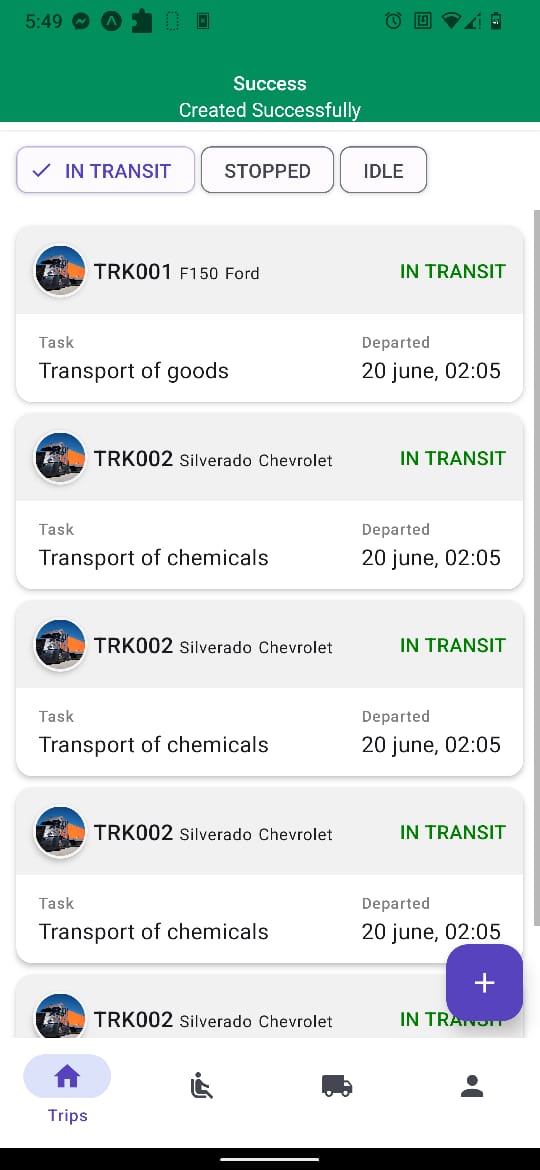 5:49
Success
Created Successfully
IN TRANSIT STOPPED IDLE
TRK001 F150 Ford IN TRANSIT
Task Departed
Transport of goods 20 june, 02:05
TRK002 Silverado Chevrolet IN TRANSIT
Task Departed
Transport of chemicals 20 june, 02:05
TRK002 Silverado Chevrolet IN TRANSIT
Task Departed
Transport of chemicals 20 june, 02:05
TRK002 Silverado Chevrolet IN TRANSIT
Task Departed
Transport of chemicals 20 june, 02:05
TRK002 Silverado Chevrolet IN TRANSIT
Trips